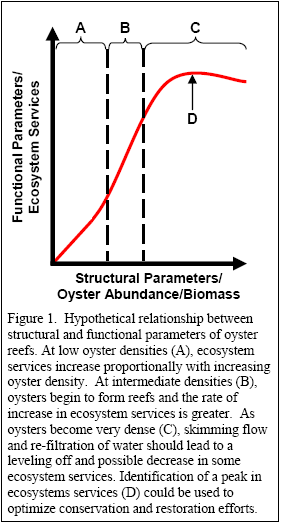 A B C
D
Functional Parameters/
Ecosystem Services
Structural Parameters/
Oyster Abundance/Biomass
Figure 1.  Hypothetical relationship between
structural and functional parameters of oyster
reefs. At low oyster densities (A), ecosystem
services increase proportionally with increasing
oyster density.  At intermediate densities (B),
oysters begin to form reefs and the rate of
increase in ecosystem services is greater.  As
oysters become very dense (C), skimming flow
and re-filtration of water should lead to a
leveling off and possible decrease in some
ecosystem services. Identification of a peak in
ecosystems services (D) could be used to
optimize conservation and restoration efforts.